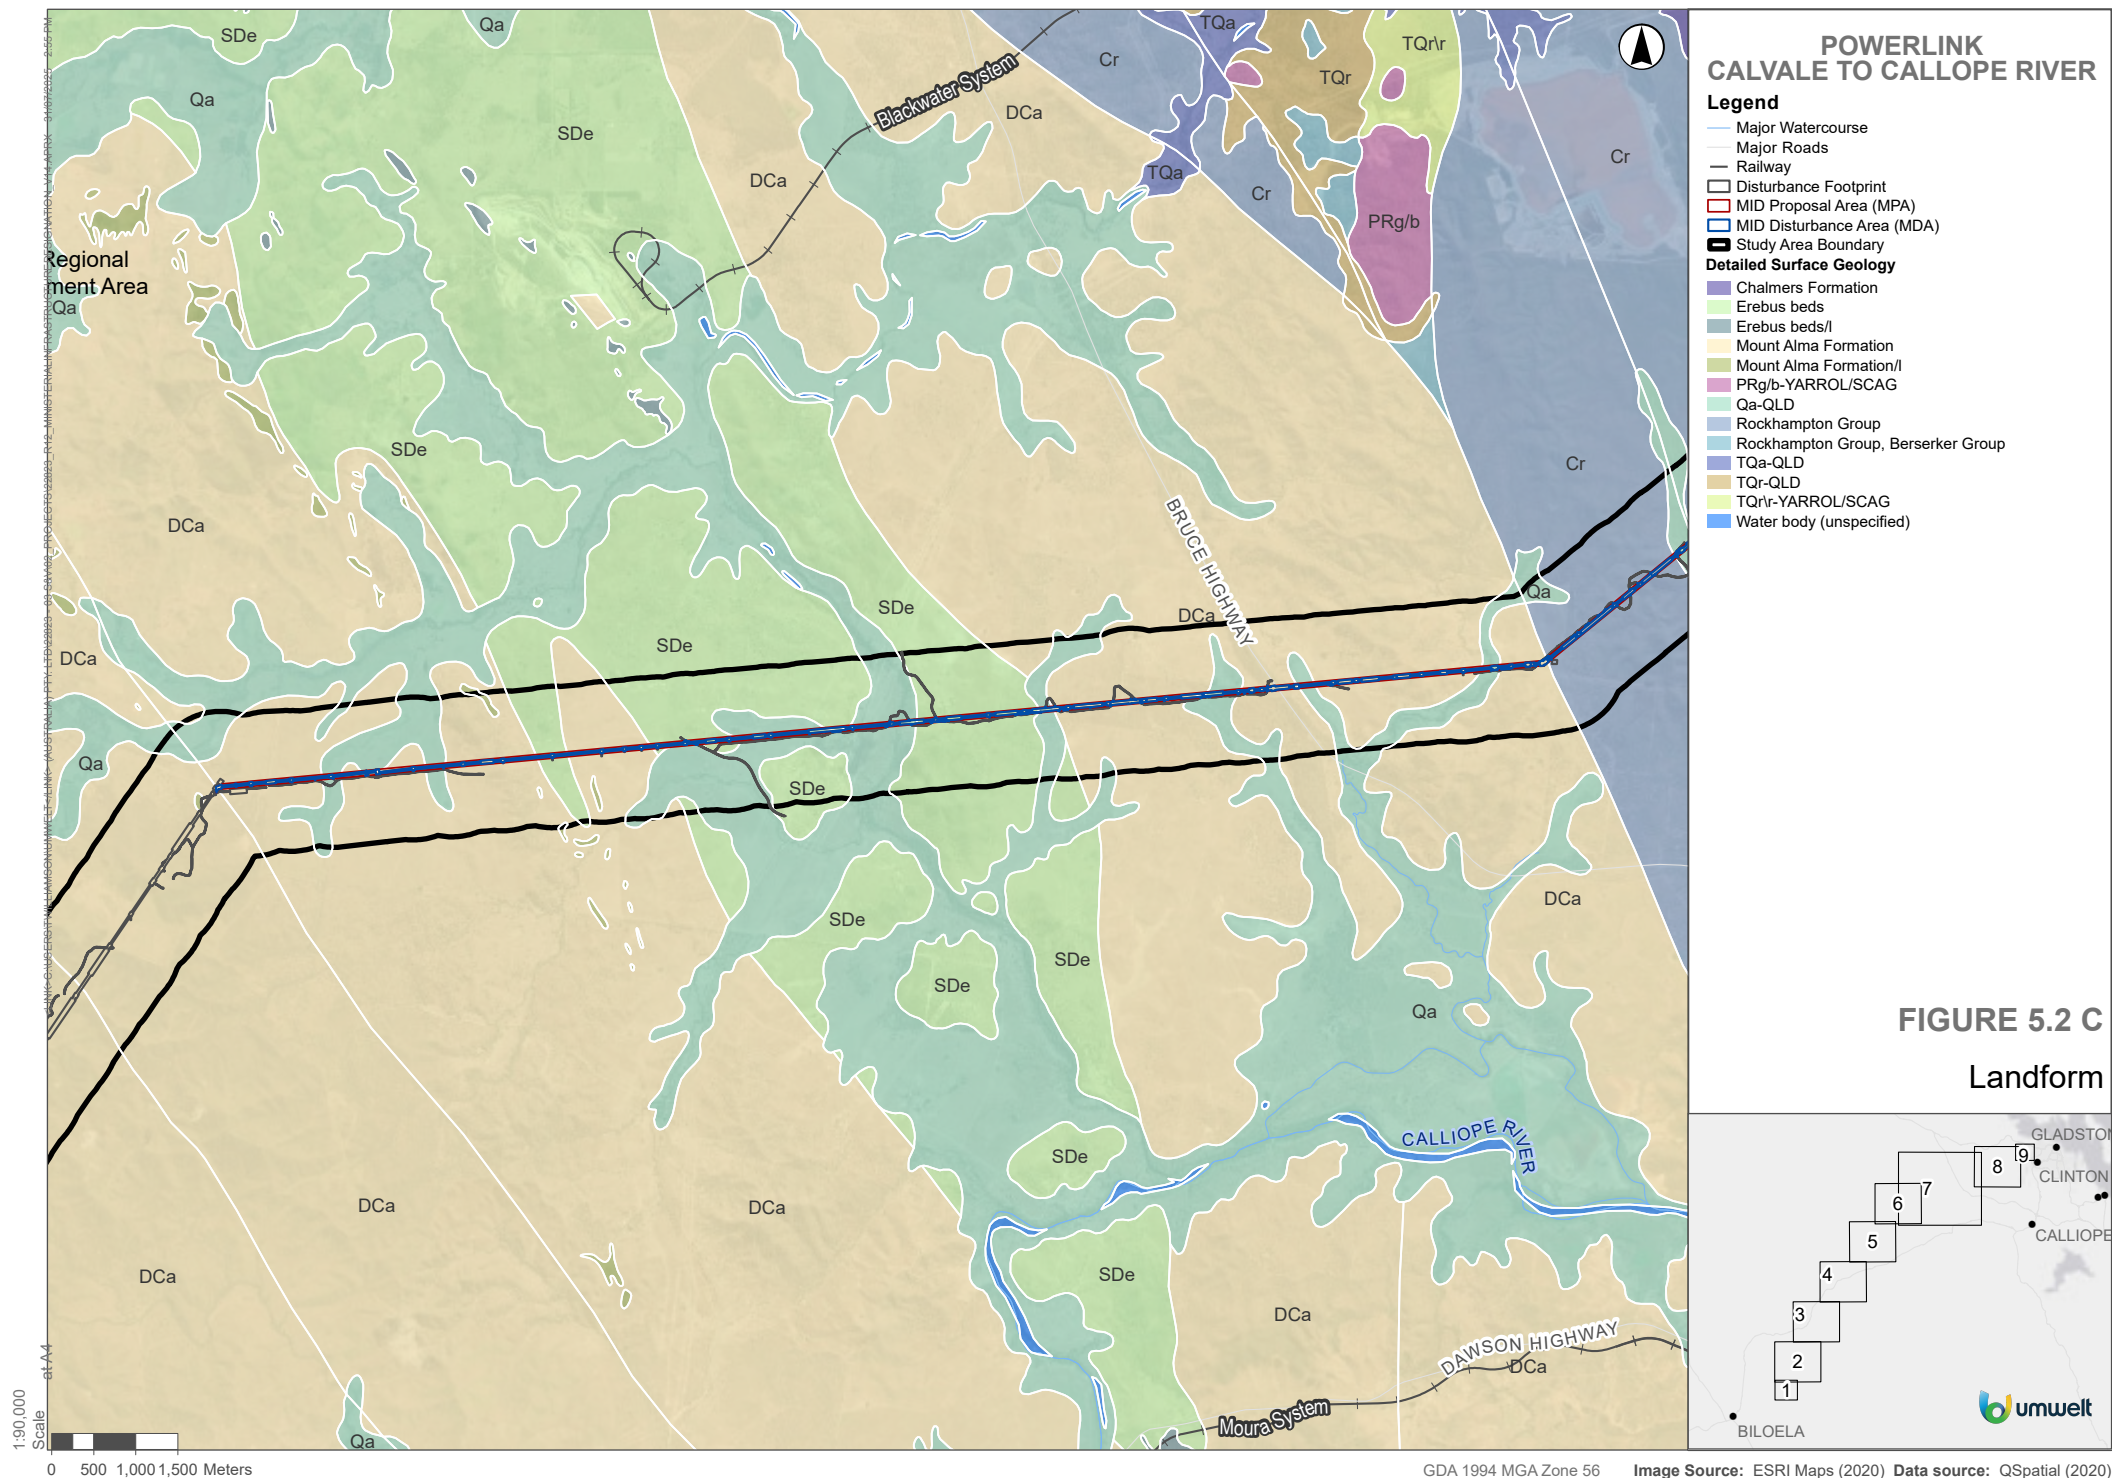 POWERLINK
CALVALE TO CALLOPE RIVER
Legend
Major Watercourse
Major Roads
Railway
Disturbance Footprint
MID Proposal Area (MPA)
MID Disturbance Area (MDA)
Study Area Boundary
Detailed Surface Geology
Chalmers Formation
Erebus beds
Erebus beds/l
Mount Alma Formation
Mount Alma Formation/l
PRg/b-YARROL/SCAG
Qa-QLD
Rockhampton Group
Rockhampton Group, Berserker Group
TQa-QLD
TQr-QLD
TQr\r-YARROL/SCAG
Water body (unspecified)
FIGURE 5.2 C
Landform
GLADSTON
CLINTON
CALLIOPE
BILOELA
9
8
7
6
5
4
3
2
1
umwelt
SDe
Qa
Qa
SDe
Blackwater System
DCa
DCa
Cr
TQa
TQr
TQr\r
Cr
TQa
Cr
PRg/b
Regional
ment Area
Qa
SDe
DCa
Cr
BRUCE HIGHWAY
SDe
DCa
Qa
SDe
DCa
Qa
SDe
DCa
SDe
SDe
SDe
Qa
CALLIOPE RIVER
SDe
DCa
DCa
DCa
SDe
DCa
DAWSON HIGHWAY
DCa
Moura System
Qa
1:90,000
Scale
at A4
0 500 1,000 1,500 Meters
GDA 1994 MGA Zone 56 Image Source: ESRI Maps (2020) Data source: QSpatial (2020)